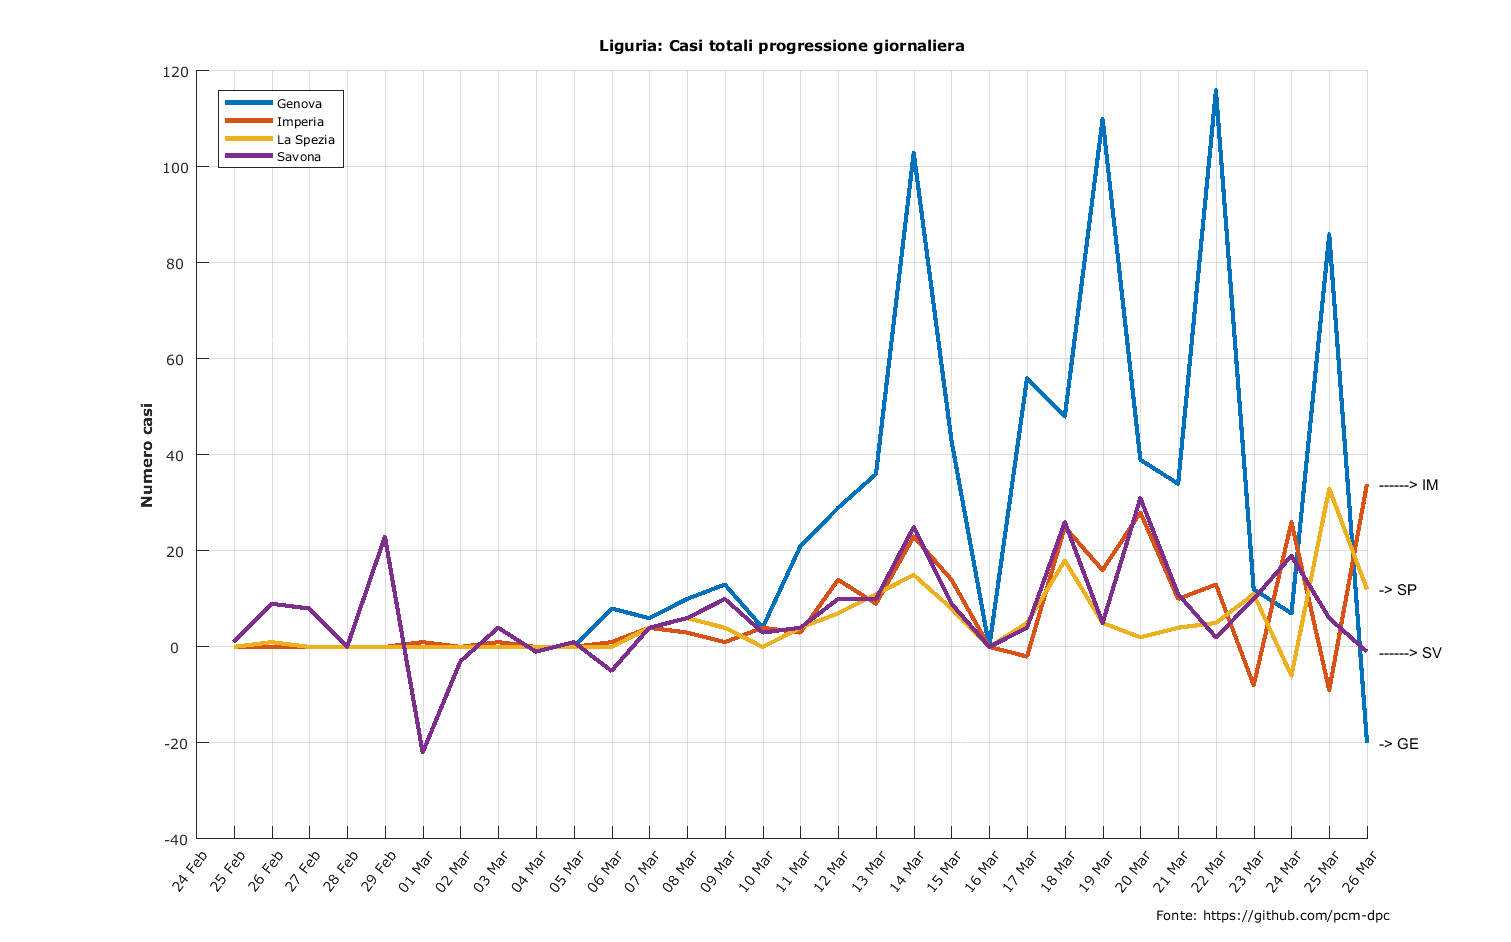 Liguria: Casi totali progressione giornaliera
120
100
80
60
40
20
0
-20
-40
Numero casi
Genova
Imperia
La Spezia
Savona
------> IM
-> SP
------> SV
-> GE
24 Feb
25 Feb
26 Feb
27 Feb
28 Feb
29 Feb
01 Mar
02 Mar
03 Mar
04 Mar
05 Mar
06 Mar
07 Mar
08 Mar
09 Mar
10 Mar
11 Mar
12 Mar
13 Mar
14 Mar
15 Mar
16 Mar
17 Mar
18 Mar
19 Mar
20 Mar
21 Mar
22 Mar
23 Mar
24 Mar
25 Mar
26 Mar
Fonte: https://github.com/pcm-dpc